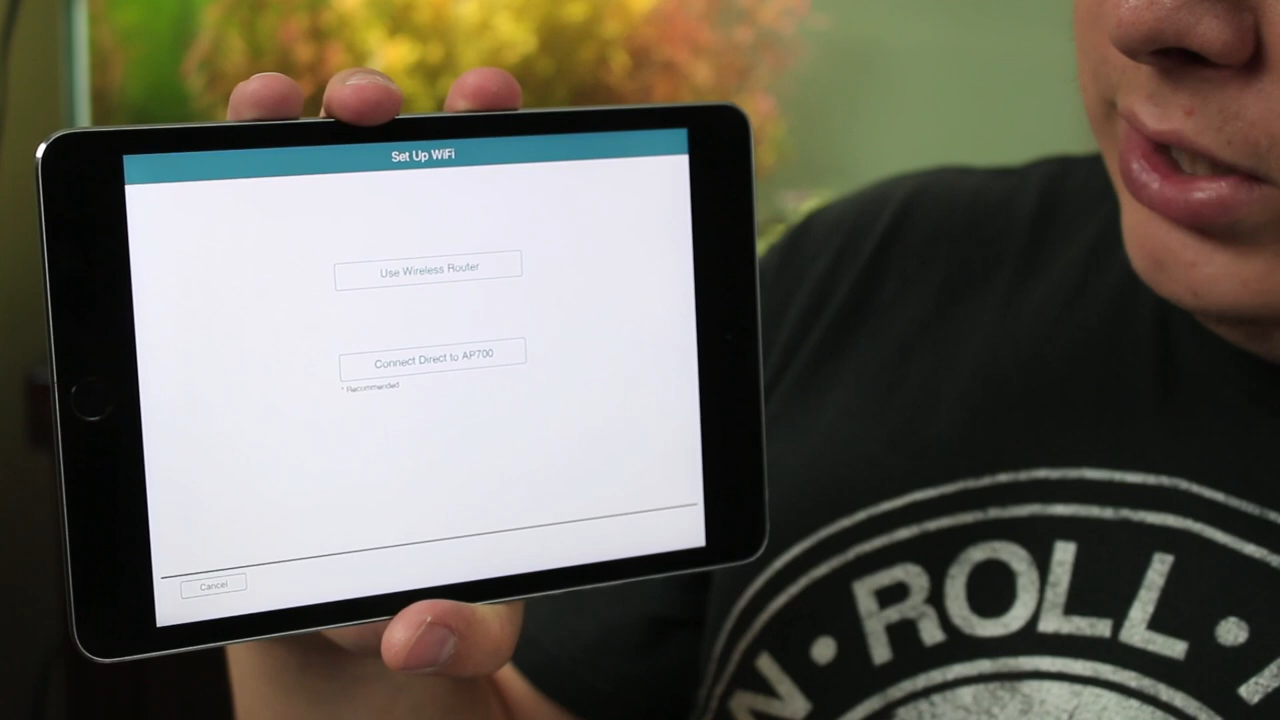 Set Up WiFi
Use Wireless Router
Connect Direct to AP700
* Recommended
Cancel
N • ROLL •